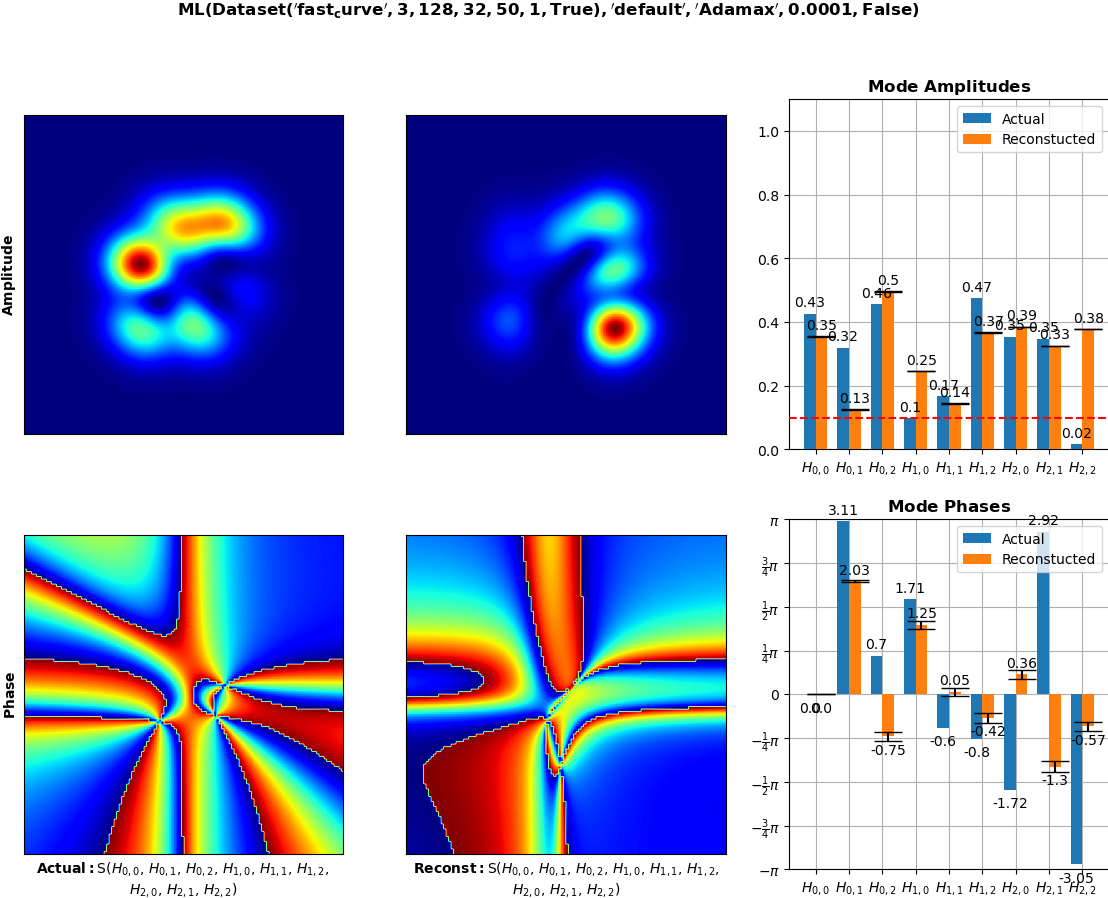 ML(Dataset('fast_curve', 3, 128, 32, 50, 1, True), 'default', 'Adamax', 0.0001, False)
Amplitude
Mode Amplitudes
Actual
Reconstucted
1.0
0.8
0.6
0.4
0.2
0.0
0.43
0.35
0.32
0.13
0.46
0.5
0.1
0.25
0.17
0.14
0.47
0.37
0.35
0.39
0.35
0.33
0.02
0.38
H0,0 H0,1 H0,2 H1,0 H1,1 H1,2 H2,0 H2,1 H2,2
Phase
Mode Phases
Actual
Reconstucted
π
3/4π
1/2π
1/4π
0
−1/4π
−1/2π
−3/4π
−π
0.0
0.0
3.11
2.03
0.7
-0.75
1.71
1.25
-0.6
0.05
-0.8
-0.42
-1.72
0.36
2.92
-1.3
-3.05
-0.57
H0,0 H0,1 H0,2 H1,0 H1,1 H1,2 H2,0 H2,1 H2,2
Actual: S(H0,0, H0,1, H0,2, H1,0, H1,1, H1,2,
H2,0, H2,1, H2,2)
Reconst: S(H0,0, H0,1, H0,2, H1,0, H1,1, H1,2,
H2,0, H2,1, H2,2)